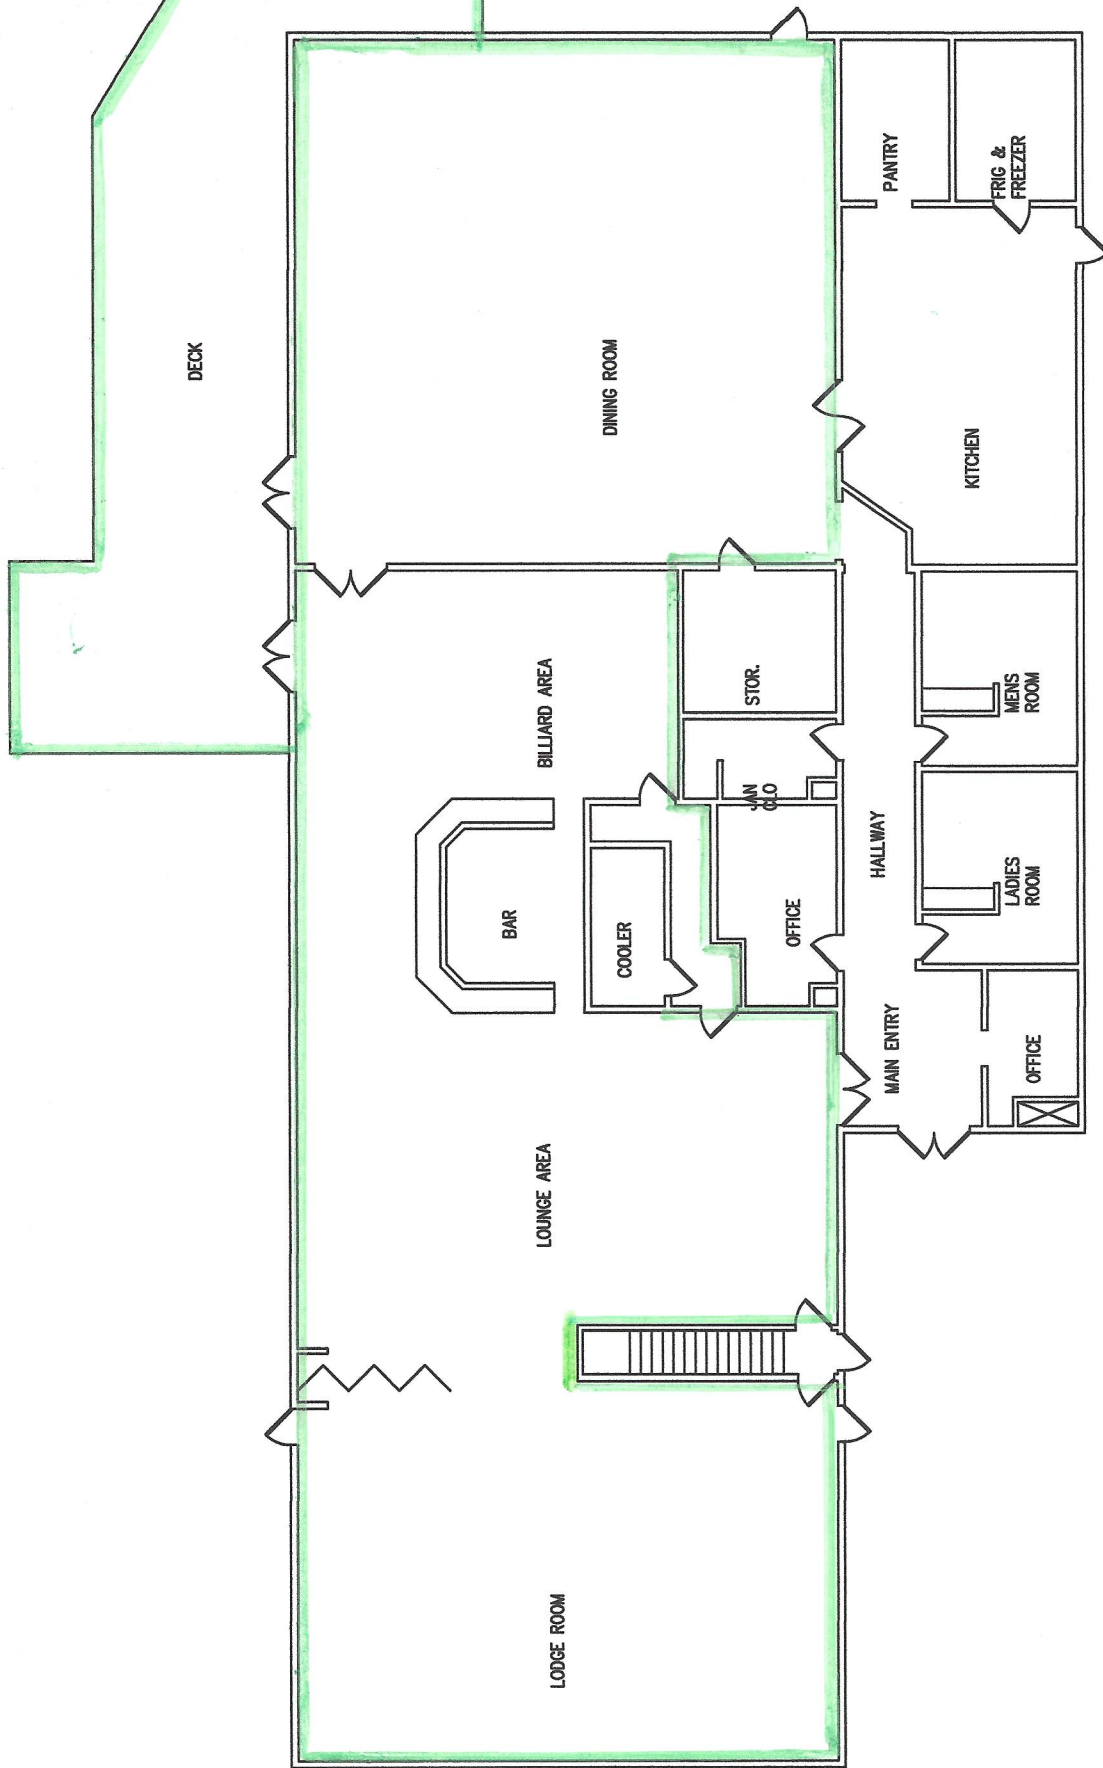 DECK
DINING ROOM
PANTRY
FRIG &
FREEZER
KITCHEN
BILLIARD AREA
STOR.
MENS
ROOM
JAN
CLO
BAR
COOLER
OFFICE
HALLWAY
LADIES
ROOM
LOUNGE AREA
MAIN ENTRY
OFFICE
LODGE ROOM